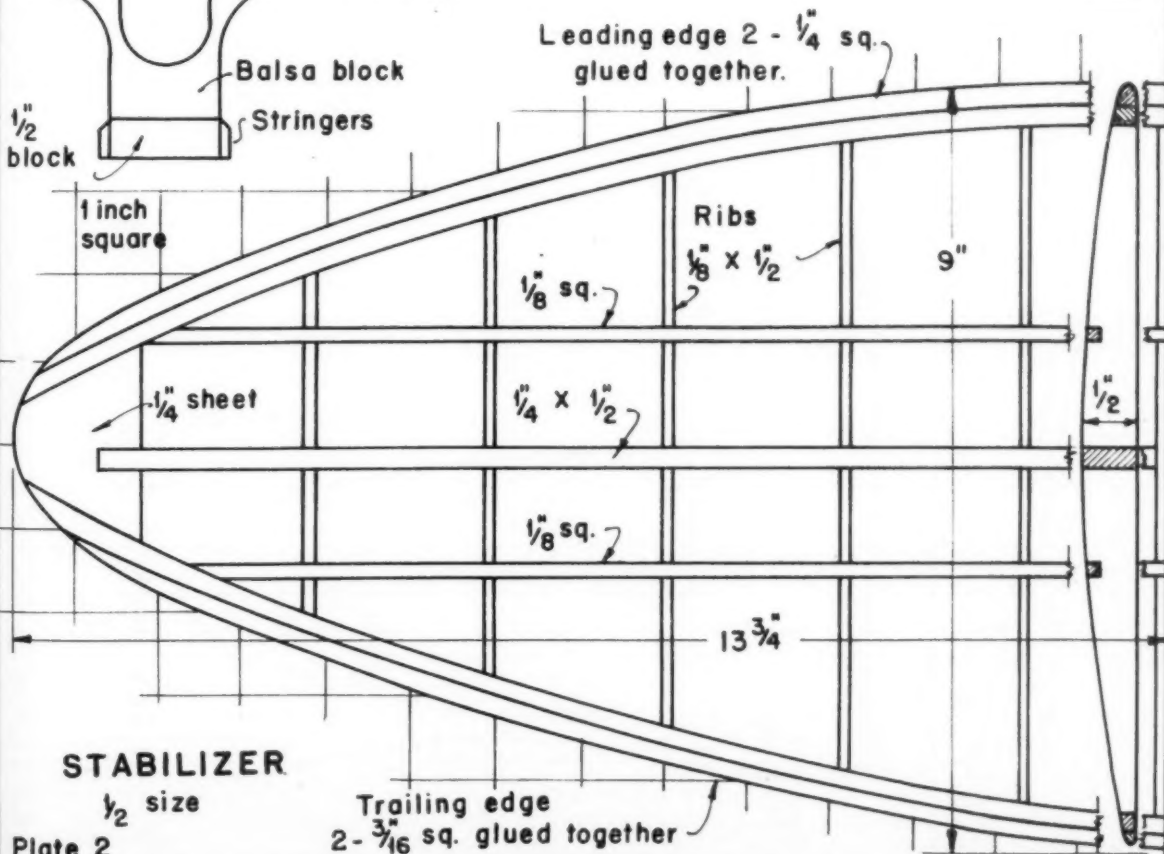 Balsa block
1/2"
block
Stringers
Leading edge 2 - 1/4" sq.
glued together.
1 inch
square
Ribs
1/8" X 1/2"
9"
1/8" sq.
1/4" sheet
1/4" X 1/2"
1/2"
1/8" sq.
13 3/4"
STABILIZER
1/2 size
Trailing edge
2 - 3/16" sq. glued together
Plate 2